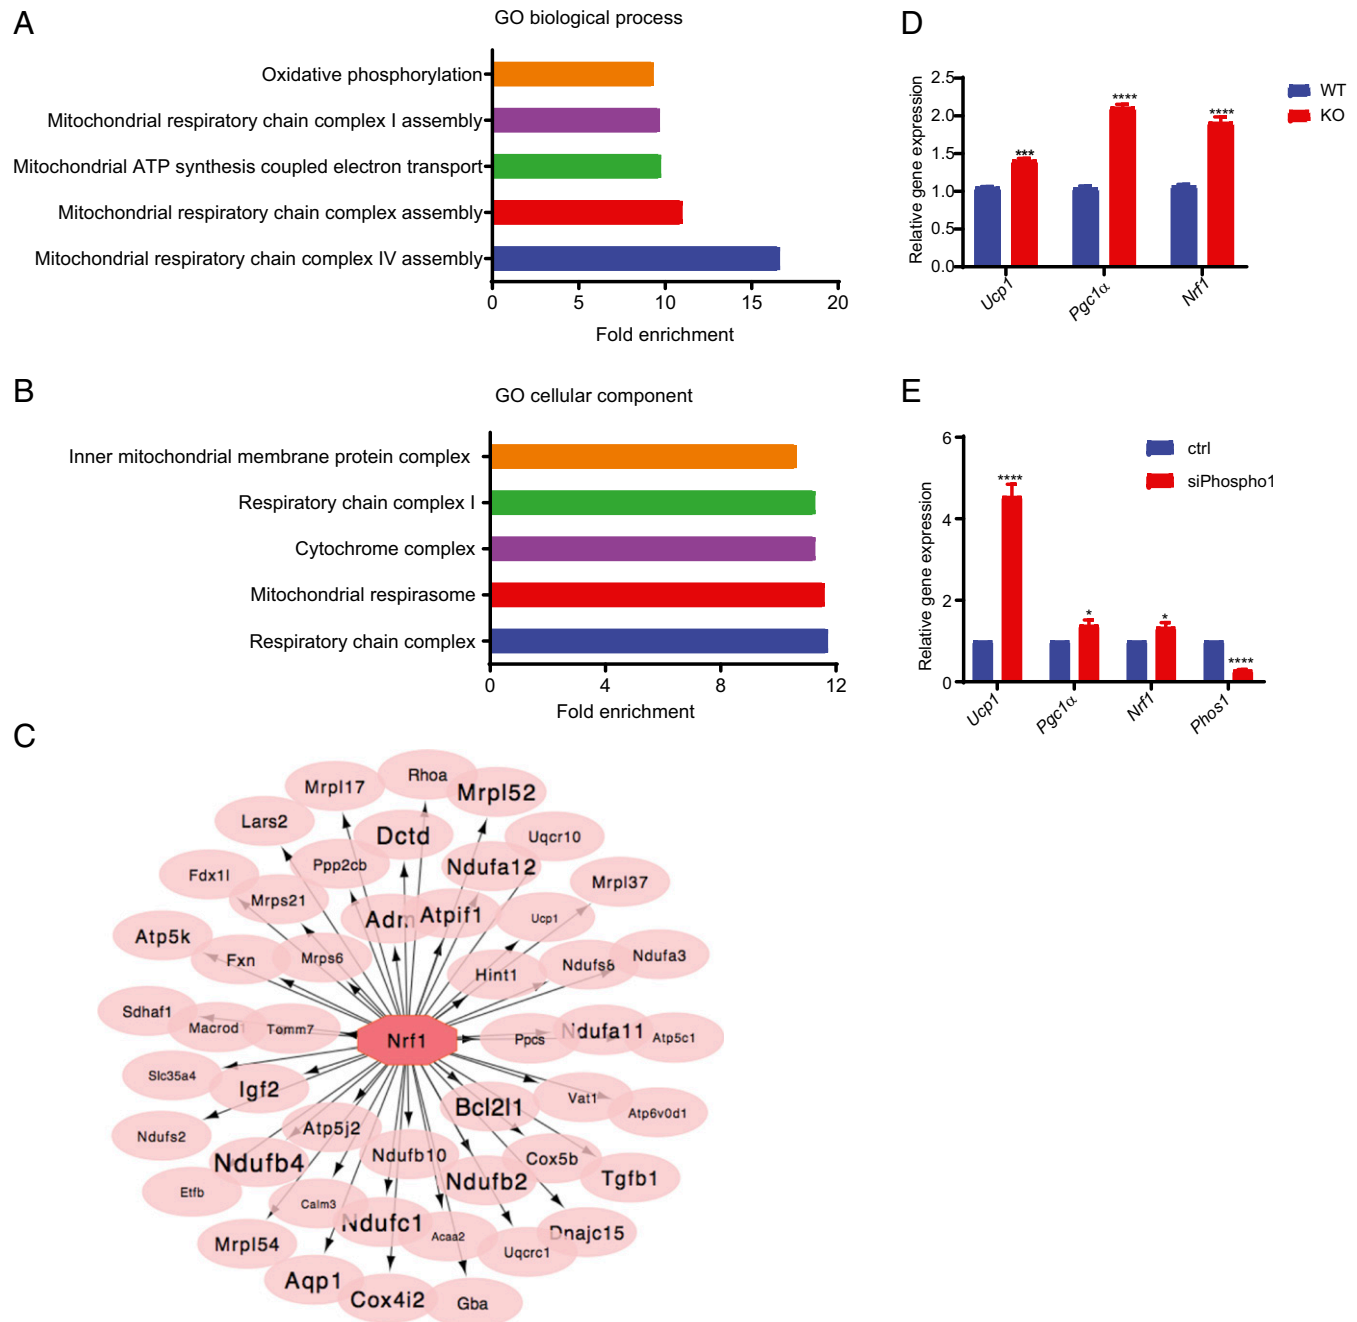 A
GO biological process
Oxidative phosphorylation
Mitochondrial respiratory chain complex I assembly
Mitochondrial ATP synthesis coupled electron transport
Mitochondrial respiratory chain complex assembly
Mitochondrial respiratory chain complex IV assembly
0 5 10 15 20
Fold enrichment
B
GO cellular component
Inner mitochondrial membrane protein complex
Respiratory chain complex I
Cytochrome complex
Mitochondrial respirasome
Respiratory chain complex
0 4 8 12
Fold enrichment
C
Rhoa
Mrpl17
Mrpl52
Lars2
Dctd
Uqcr10
Ppp2cb
Ndufa12
Fdx1l
Mrpl37
Mrps21
Adm
Atpif1
Ucp1
Atp5k
Fxn
Mrps6
Hint1
Ndufs8
Ndufa3
Sdhaf1
Macrod1
Tomm7
Nrf1
Ppcs
Ndufa11
Atp5c1
Slc35a4
Igf2
Bcl2l1
Vat1
Atp6v0d1
Ndufs2
Atp5j2
Ndufb10
Cox5b
Ndufb4
Ndufb2
Tgfb1
Etfb
Calm3
Ndufc1
Acaa2
Dnajc15
Mrpl54
Uqcrc1
Aqp1
Cox4i2
Gba
D
Relative gene expression
2.5
2.0
1.5
1.0
0.5
0.0
***
****
****
Ucp1
Pgc1α
Nrf1
WT
KO
E
Relative gene expression
6
4
2
0
****
*
*
****
Ucp1
Pgc1α
Nrf1
Phos1
ctrl
siPhospho1